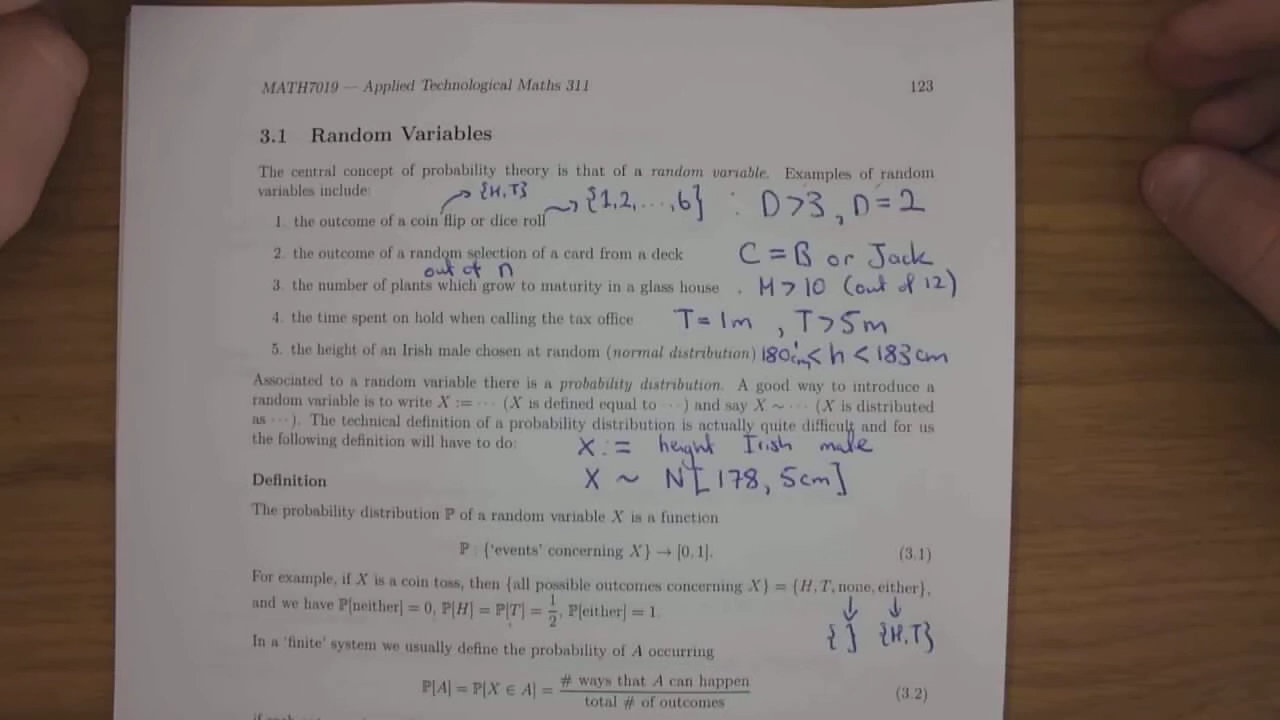 MATH7019 — Applied Technological Maths 311 123
3.1 Random Variables
The central concept of probability theory is that of a random variable. Examples of random
variables include: {H,T}
1. the outcome of a coin flip or dice roll {1,2,...,6} : D>3, D=2
2. the outcome of a random selection of a card from a deck C = B or Jack
out of n
3. the number of plants which grow to maturity in a glass house . M>10 (out of 12)
4. the time spent on hold when calling the tax office T=1m, T>5m
5. the height of an Irish male chosen at random (normal distribution) 180cm<h<183cm
Associated to a random variable there is a probability distribution. A good way to introduce a
random variable is to write X := ··· (X is defined equal to ···) and say X ∼ ··· (X is distributed
as ···). The technical definition of a probability distribution is actually quite difficult and for us
the following definition will have to do: X := height Irish male
X ~ N[178, 5cm]
Definition
The probability distribution ℙ of a random variable X is a function
ℙ : {'events' concerning X} → [0, 1]. (3.1)
For example, if X is a coin toss, then {all possible outcomes concerning X} = {H, T, none, either},
and we have ℙ[neither] = 0, ℙ[H] = ℙ[T] = 1/2, ℙ[either] = 1.
{ } {H,T}
In a 'finite' system we usually define the probability of A occurring
ℙ[A] = ℙ[X ∈ A] = # ways that A can happen / total # of outcomes (3.2)